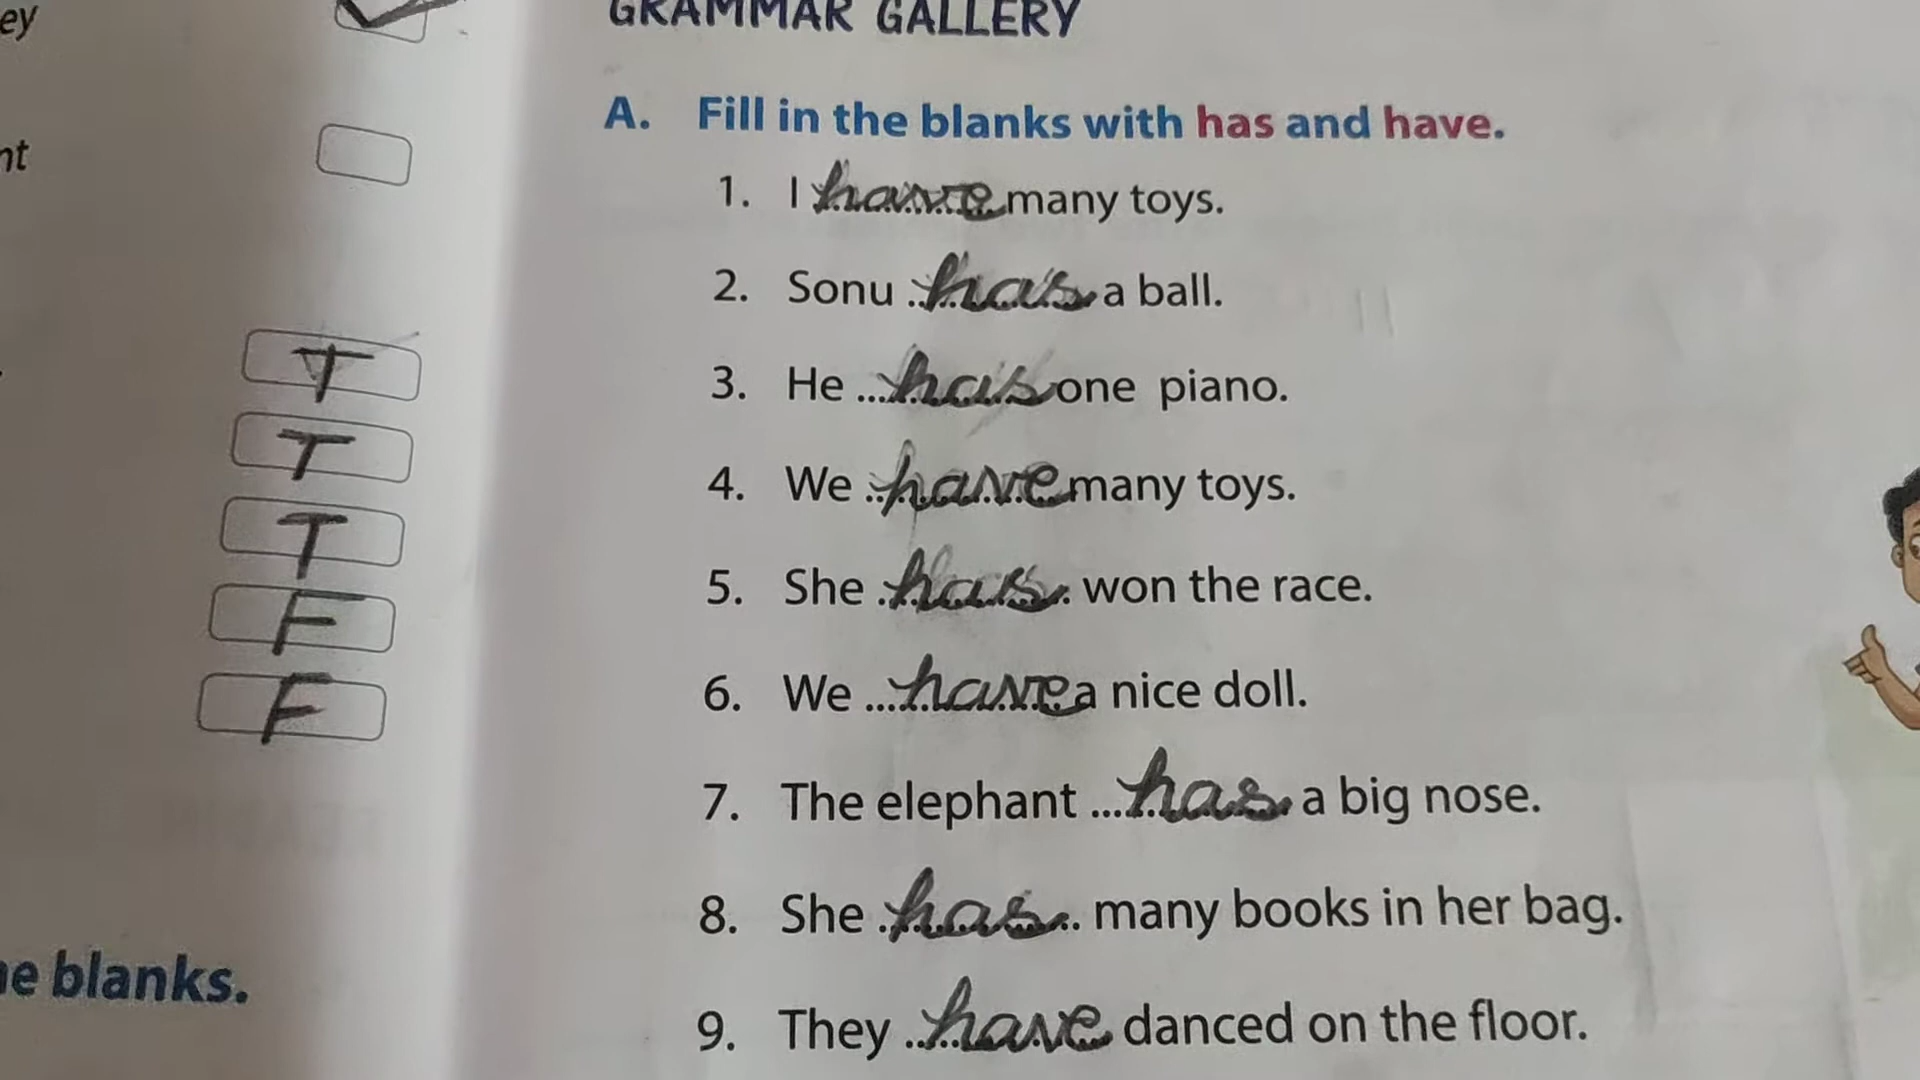 ey
nt
T
T
T
F
F
he blanks.
GRAMMAR GALLERY
A. Fill in the blanks with has and have.
1. I have many toys.
2. Sonu has a ball.
3. He has one piano.
4. We have many toys.
5. She has won the race.
6. We have a nice doll.
7. The elephant has a big nose.
8. She has many books in her bag.
9. They have danced on the floor.